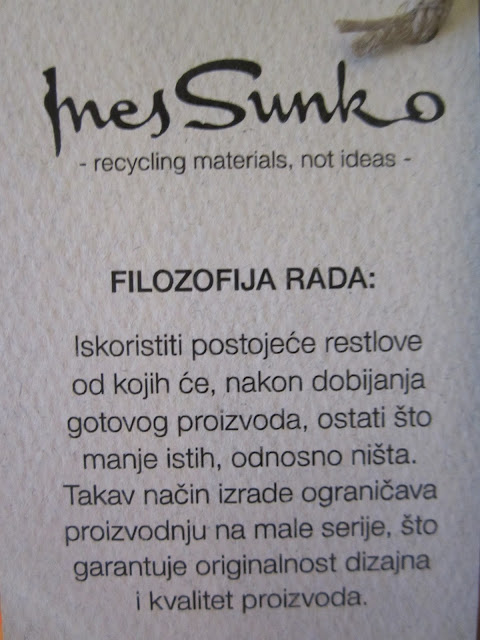 Ines Sunko
- recycling materials, not ideas -
FILOZOFIJA RADA:
Iskoristiti postojeće restlove
od kojih će, nakon dobijanja
gotovog proizvoda, ostati što
manje istih, odnosno ništa.
Takav način izrade ograničava
proizvodnju na male serije, što
garantuje originalnost dizajna
i kvalitet proizvoda.